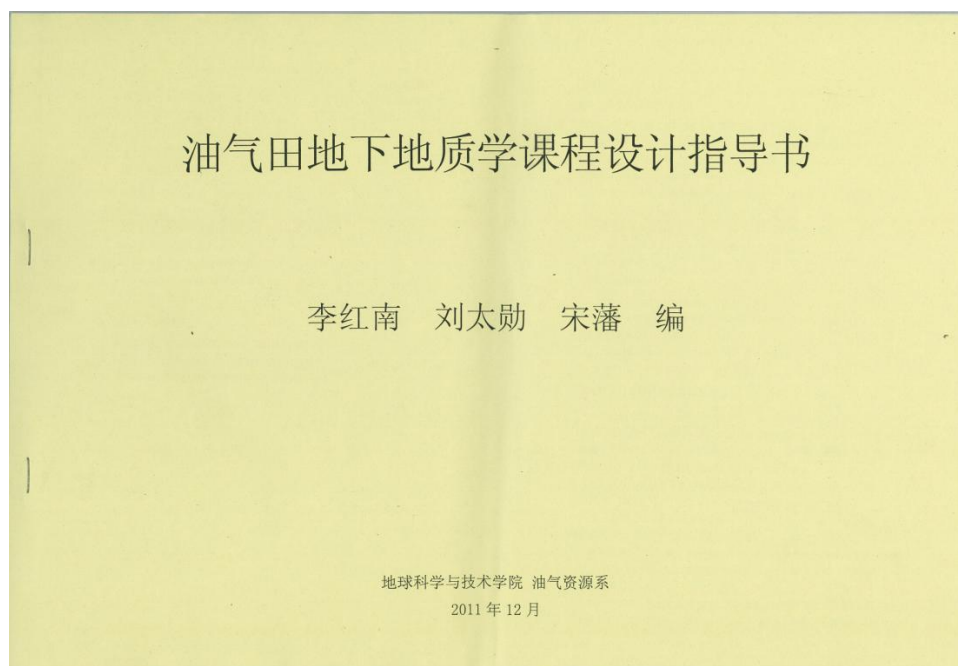 油气田地下地质学课程设计指导书
李红南 刘太勋 宋藩 编
地球科学与技术学院 油气资源系
2011 年 12 月